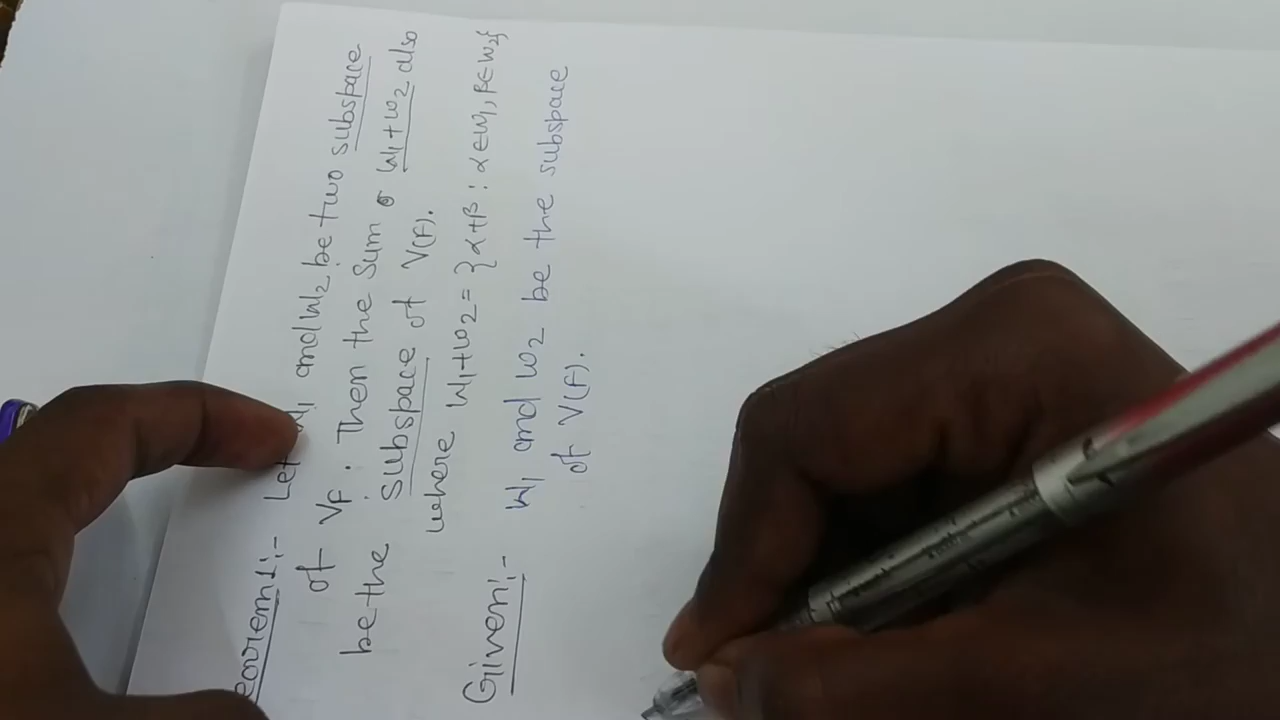 eorem 1:- Let W1 and W2 be two subspace
of VF. Then the Sum W1+W2 also
be the subspace of V(F).
where W1+W2 = {α+β : α∈W1, β∈W2}
Given:- W1 and W2 be the subspace
of V(F).